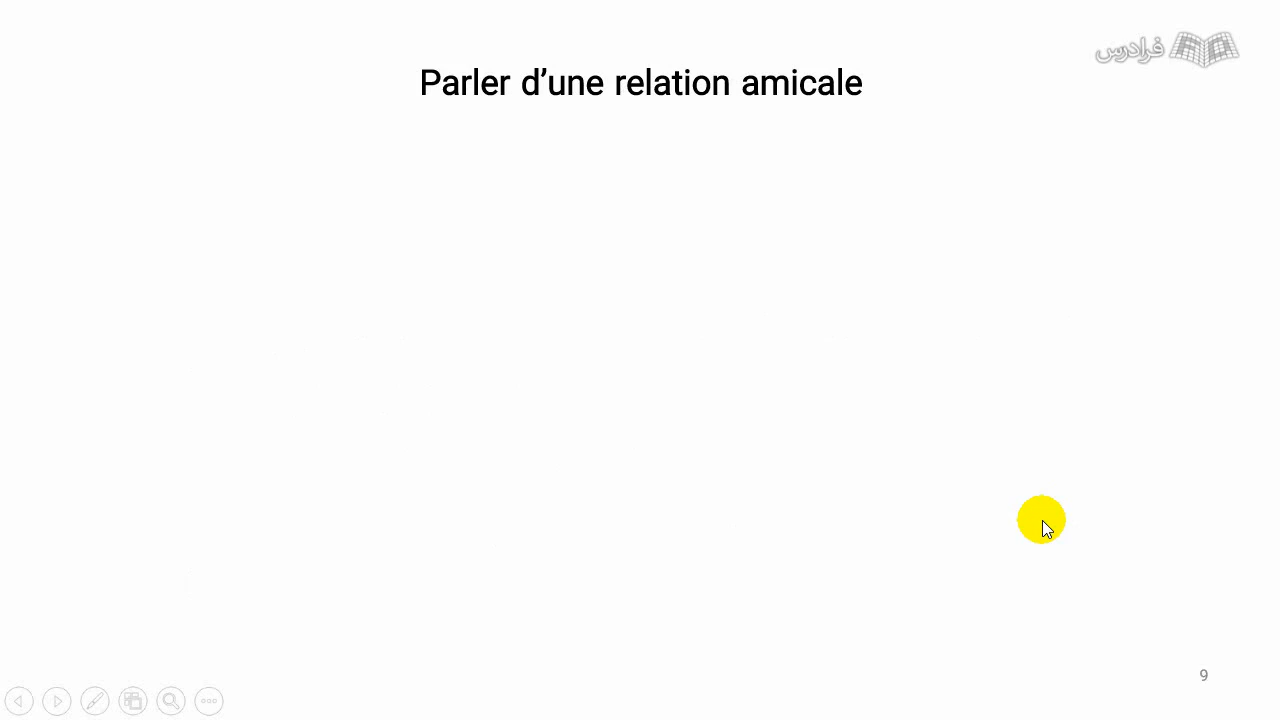 فرادرس
Parler d’une relation amicale
9